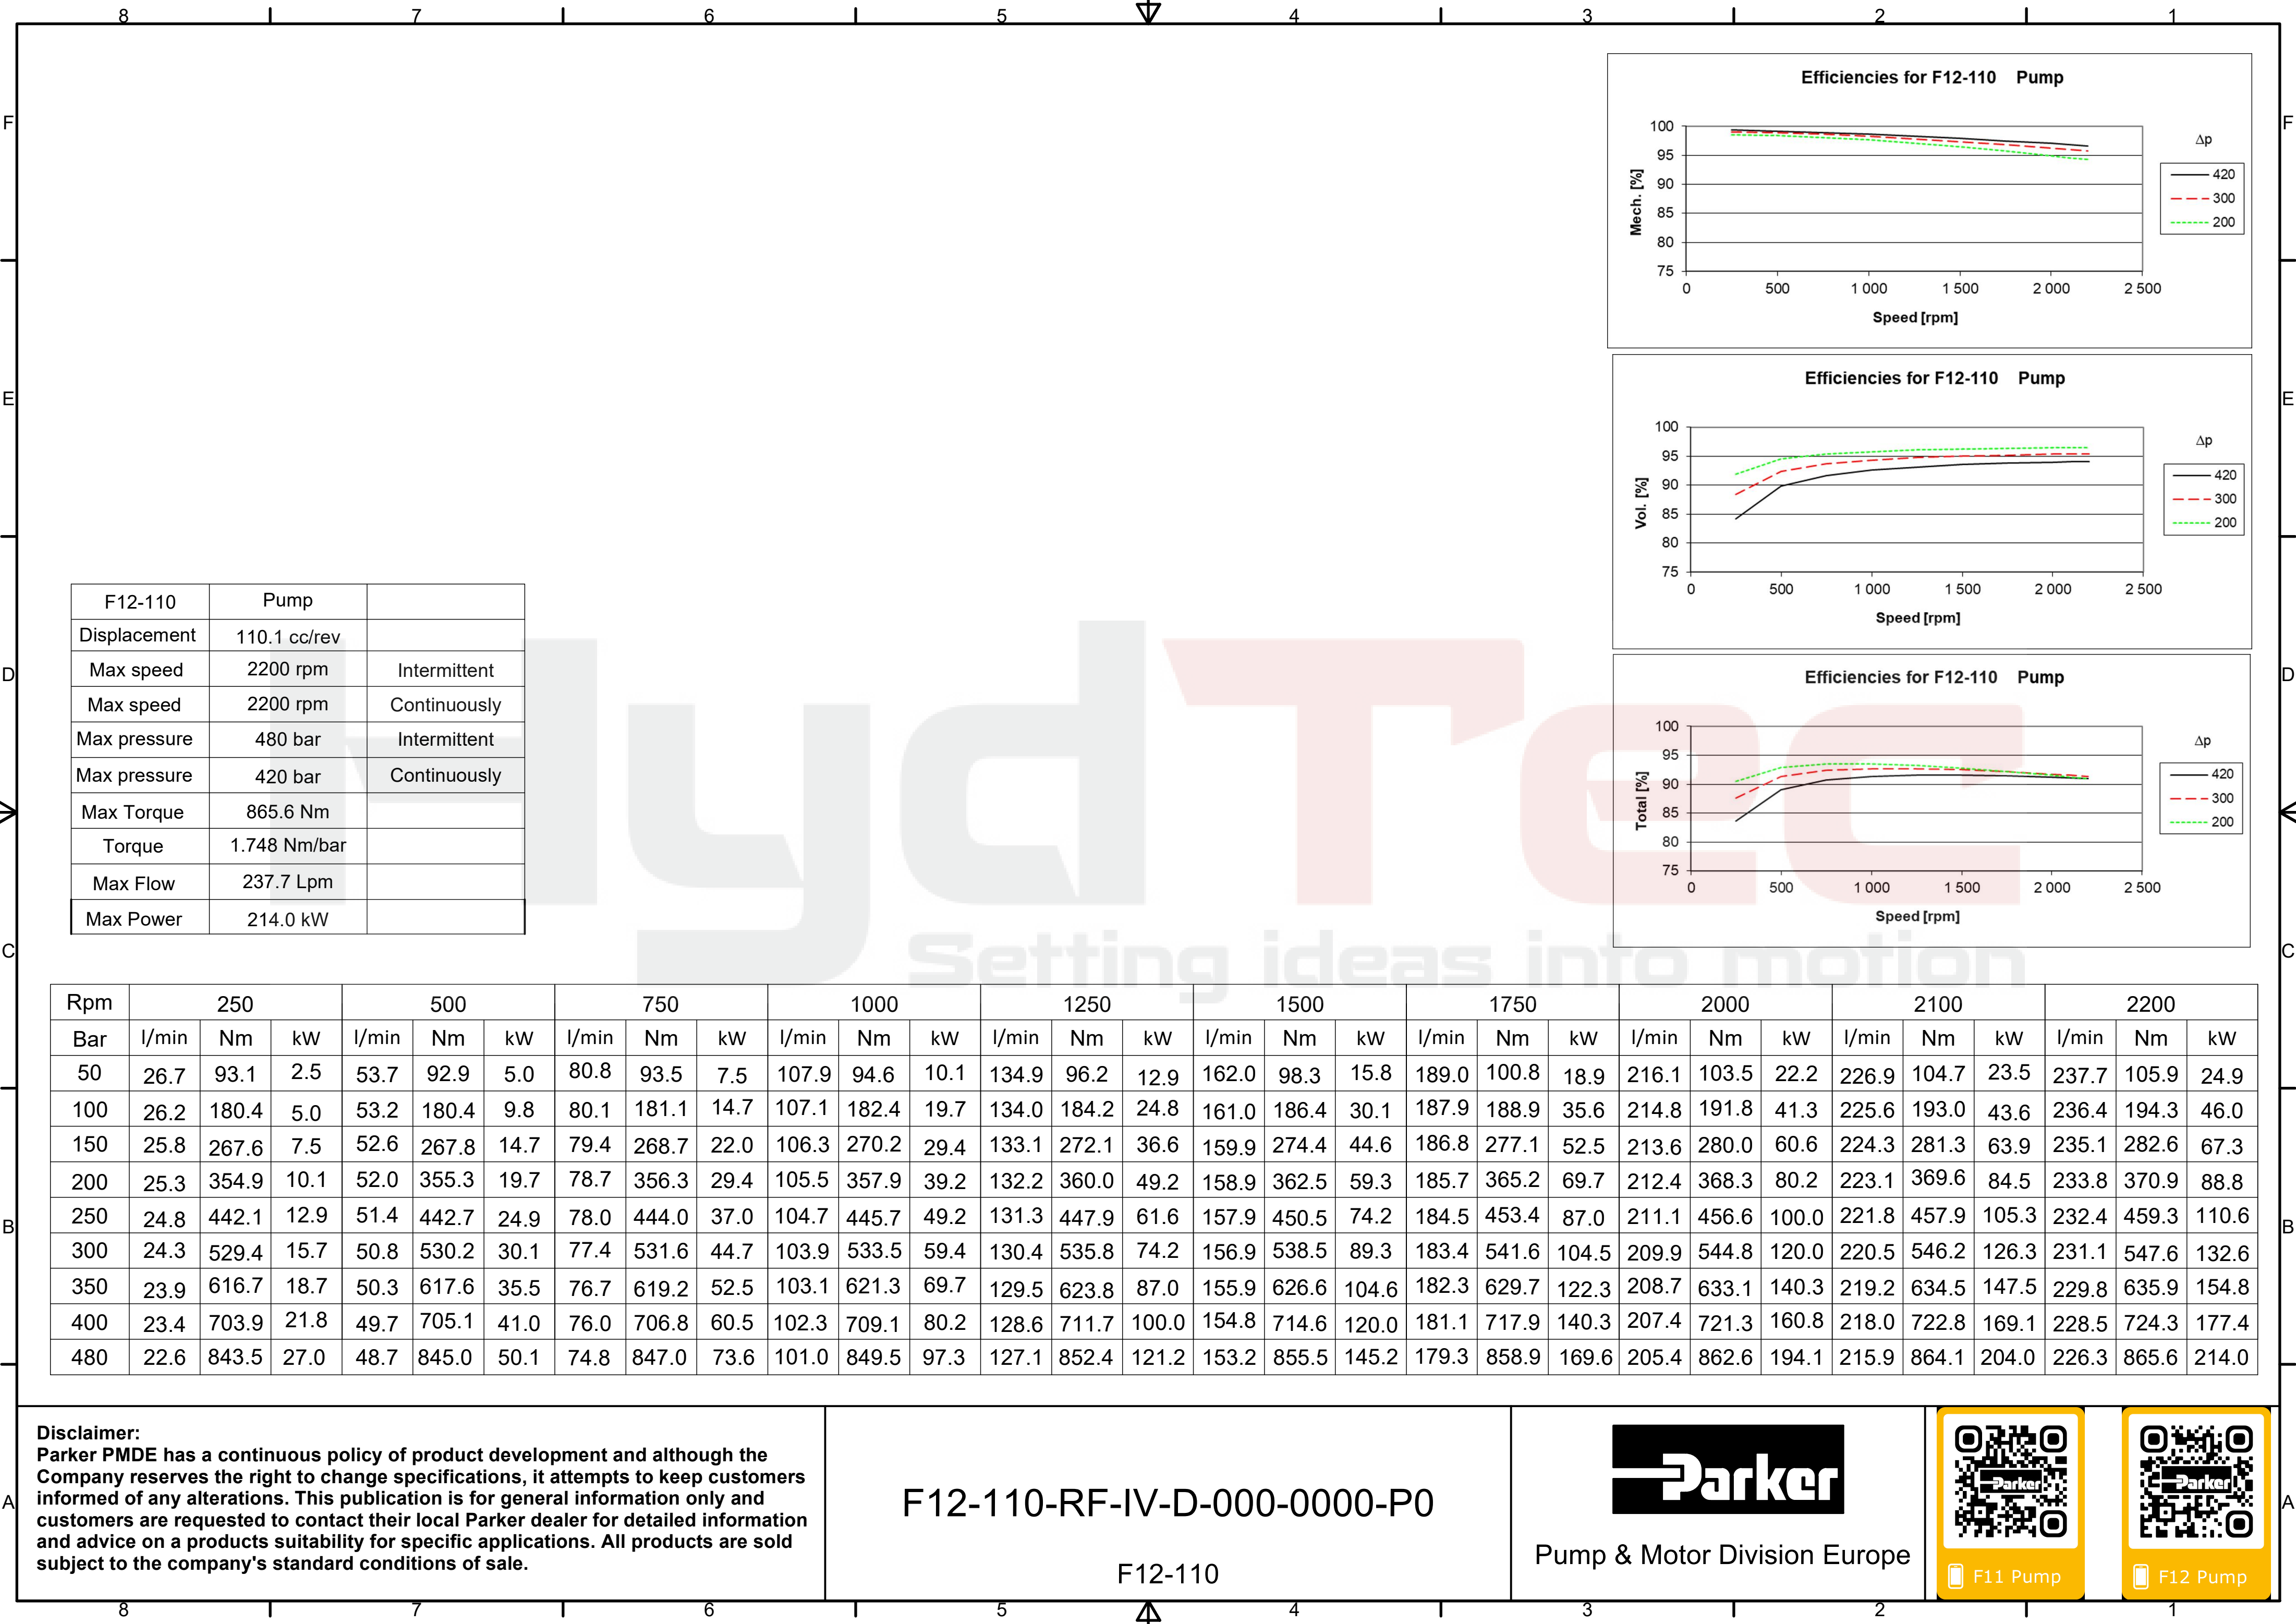 8 7 6 5 4 3 2 1
F F
E E
D D
C C
B B
A A
Efficiencies for F12-110 Pump
100
95
90
85
80
75
Mech. [%]
0 500 1 000 1 500 2 000 2 500
Speed [rpm]
Δp
420
300
200
Efficiencies for F12-110 Pump
100
95
90
85
80
75
Vol. [%]
0 500 1 000 1 500 2 000 2 500
Speed [rpm]
Δp
420
300
200
Efficiencies for F12-110 Pump
100
95
90
85
80
75
Total [%]
0 500 1 000 1 500 2 000 2 500
Speed [rpm]
Δp
420
300
200
HydTec
Setting ideas into motion
F12-110 Pump
Displacement 110.1 cc/rev
Max speed 2200 rpm Intermittent
Max speed 2200 rpm Continuously
Max pressure 480 bar Intermittent
Max pressure 420 bar Continuously
Max Torque 865.6 Nm
Torque 1.748 Nm/bar
Max Flow 237.7 Lpm
Max Power 214.0 kW
Rpm 250 500 750 1000 1250 1500 1750 2000 2100 2200
Bar l/min Nm kW l/min Nm kW l/min Nm kW l/min Nm kW l/min Nm kW l/min Nm kW l/min Nm kW l/min Nm kW l/min Nm kW l/min Nm kW
50 26.7 93.1 2.5 53.7 92.9 5.0 80.8 93.5 7.5 107.9 94.6 10.1 134.9 96.2 12.9 162.0 98.3 15.8 189.0 100.8 18.9 216.1 103.5 22.2 226.9 104.7 23.5 237.7 105.9 24.9
100 26.2 180.4 5.0 53.2 180.4 9.8 80.1 181.1 14.7 107.1 182.4 19.7 134.0 184.2 24.8 161.0 186.4 30.1 187.9 188.9 35.6 214.8 191.8 41.3 225.6 193.0 43.6 236.4 194.3 46.0
150 25.8 267.6 7.5 52.6 267.8 14.7 79.4 268.7 22.0 106.3 270.2 29.4 133.1 272.1 36.6 159.9 274.4 44.6 186.8 277.1 52.5 213.6 280.0 60.6 224.3 281.3 63.9 235.1 282.6 67.3
200 25.3 354.9 10.1 52.0 355.3 19.7 78.7 356.3 29.4 105.5 357.9 39.2 132.2 360.0 49.2 158.9 362.5 59.3 185.7 365.2 69.7 212.4 368.3 80.2 223.1 369.6 84.5 233.8 370.9 88.8
250 24.8 442.1 12.9 51.4 442.7 24.9 78.0 444.0 37.0 104.7 445.7 49.2 131.3 447.9 61.6 157.9 450.5 74.2 184.5 453.4 87.0 211.1 456.6 100.0 221.8 457.9 105.3 232.4 459.3 110.6
300 24.3 529.4 15.7 50.8 530.2 30.1 77.4 531.6 44.7 103.9 533.5 59.4 130.4 535.8 74.2 156.9 538.5 89.3 183.4 541.6 104.5 209.9 544.8 120.0 220.5 546.2 126.3 231.1 547.6 132.6
350 23.9 616.7 18.7 50.3 617.6 35.5 76.7 619.2 52.5 103.1 621.3 69.7 129.5 623.8 87.0 155.9 626.6 104.6 182.3 629.7 122.3 208.7 633.1 140.3 219.2 634.5 147.5 229.8 635.9 154.8
400 23.4 703.9 21.8 49.7 705.1 41.0 76.0 706.8 60.5 102.3 709.1 80.2 128.6 711.7 100.0 154.8 714.6 120.0 181.1 717.9 140.3 207.4 721.3 160.8 218.0 722.8 169.1 228.5 724.3 177.4
480 22.6 843.5 27.0 48.7 845.0 50.1 74.8 847.0 73.6 101.0 849.5 97.3 127.1 852.4 121.2 153.2 855.5 145.2 179.3 858.9 169.6 205.4 862.6 194.1 215.9 864.1 204.0 226.3 865.6 214.0
Disclaimer:
Parker PMDE has a continuous policy of product development and although the
Company reserves the right to change specifications, it attempts to keep customers
informed of any alterations. This publication is for general information only and
customers are requested to contact their local Parker dealer for detailed information
and advice on a products suitability for specific applications. All products are sold
subject to the company's standard conditions of sale.
F12-110-RF-IV-D-000-0000-P0
F12-110
Parker
Pump & Motor Division Europe
Parker
F11 Pump
Parker
F12 Pump
8 7 6 5 4 3 2 1